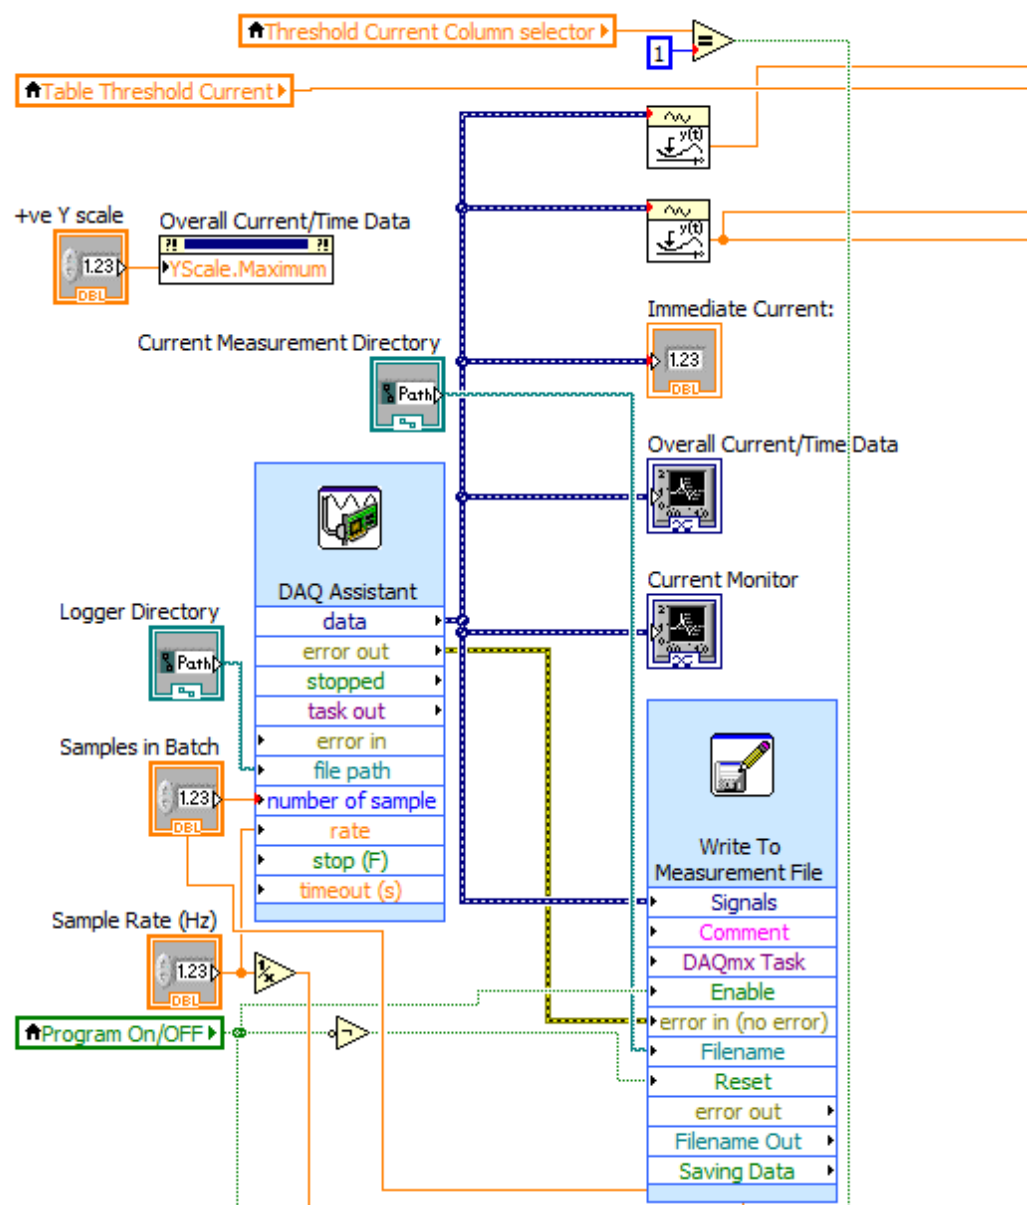 Threshold Current Column selector
1
=
Table Threshold Current
y(t)
+ve Y scale
Overall Current/Time Data
y(t)
1.23
DBL
?! ?!
YScale.Maximum
Immediate Current:
1.23
DBL
Current Measurement Directory
Path
Overall Current/Time Data
DAQ Assistant
Current Monitor
Logger Directory
Path
data
error out
stopped
task out
error in
file path
number of sample
rate
stop (F)
timeout (s)
Samples in Batch
1.23
DBL
Write To
Measurement File
Signals
Comment
DAQmx Task
Enable
error in (no error)
Filename
Reset
error out
Filename Out
Saving Data
Sample Rate (Hz)
1.23
DBL
1/x
Program On/OFF